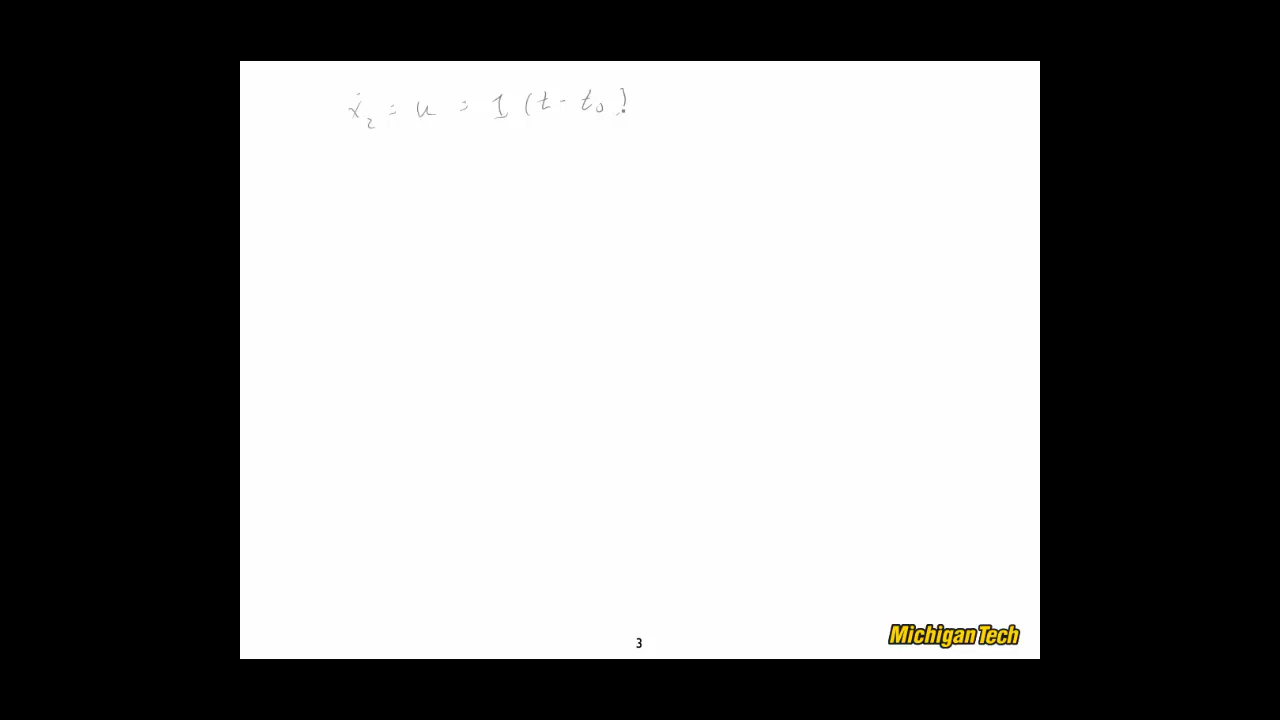 ẋ₂ = u = 1 (t - t₀)
3
Michigan Tech